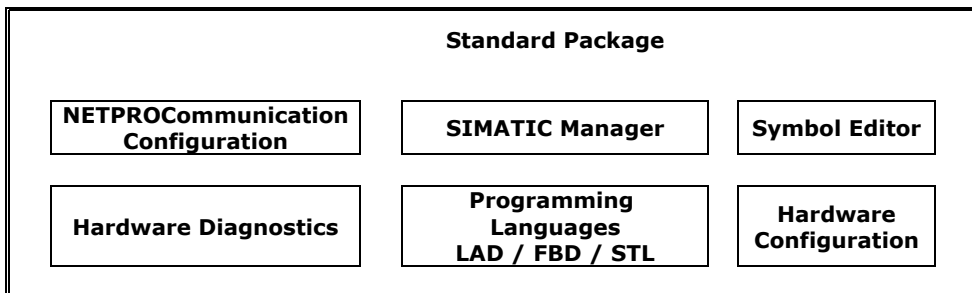 Standard Package
NETPROCommunication
Configuration
SIMATIC Manager
Symbol Editor
Hardware Diagnostics
Programming
Languages
LAD / FBD / STL
Hardware
Configuration